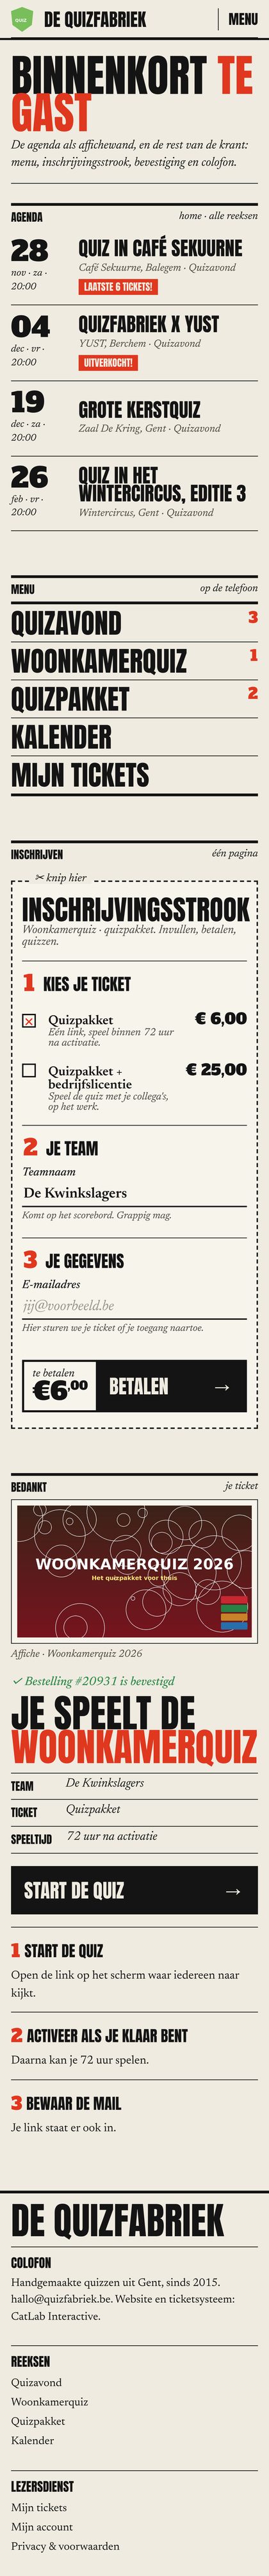 QUIZ
DE QUIZFABRIEK
MENU
BINNENKORT TE
GAST
De agenda als affichewand, en de rest van de krant:
menu, inschrijvingsstrook, bevestiging en colofon.
AGENDA
home · alle reeksen
28
nov · za ·
20:00
QUIZ IN CAFÉ SEKUURNE
Café Sekuurne, Balegem · Quizavond
LAATSTE 6 TICKETS!
04
dec · vr ·
20:00
QUIZFABRIEK X YUST
YUST, Berchem · Quizavond
UITVERKOCHT!
19
dec · za ·
20:00
GROTE KERSTQUIZ
Zaal De Kring, Gent · Quizavond
26
feb · vr ·
20:00
QUIZ IN HET
WINTERCIRCUS, EDITIE 3
Wintercircus, Gent · Quizavond
MENU
op de telefoon
QUIZAVOND
3
WOONKAMERQUIZ
1
QUIZPAKKET
2
KALENDER
MIJN TICKETS
INSCHRIJVEN
één pagina
✂ knip hier
INSCHRIJVINGSSTROOK
Woonkamerquiz · quizpakket. Invullen, betalen,
quizzen.
1 KIES JE TICKET
Quizpakket
€ 6,00
Eén link, speel binnen 72 uur
na activatie.
Quizpakket +
bedrijfslicentie
€ 25,00
Speel de quiz met je collega's,
op het werk.
2 JE TEAM
Teamnaam
De Kwinkslagers
Komt op het scorebord. Grappig mag.
3 JE GEGEVENS
E-mailadres
jij@voorbeeld.be
Hier sturen we je ticket of je toegang naartoe.
te betalen
€6,00
BETALEN →
BEDANKT
je ticket
WOONKAMERQUIZ 2026
Het quizpakket voor thuis
Affiche · Woonkamerquiz 2026
✓ Bestelling #20931 is bevestigd
JE SPEELT DE
WOONKAMERQUIZ
TEAM De Kwinkslagers
TICKET Quizpakket
SPEELTIJD 72 uur na activatie
START DE QUIZ →
1 START DE QUIZ
Open de link op het scherm waar iedereen naar
kijkt.
2 ACTIVEER ALS JE KLAAR BENT
Daarna kan je 72 uur spelen.
3 BEWAAR DE MAIL
Je link staat er ook in.
DE QUIZFABRIEK
COLOFON
Handgemaakte quizzen uit Gent, sinds 2015.
hallo@quizfabriek.be. Website en ticketsysteem:
CatLab Interactive.
REEKSEN
Quizavond
Woonkamerquiz
Quizpakket
Kalender
LEZERSDIENST
Mijn tickets
Mijn account
Privacy & voorwaarden